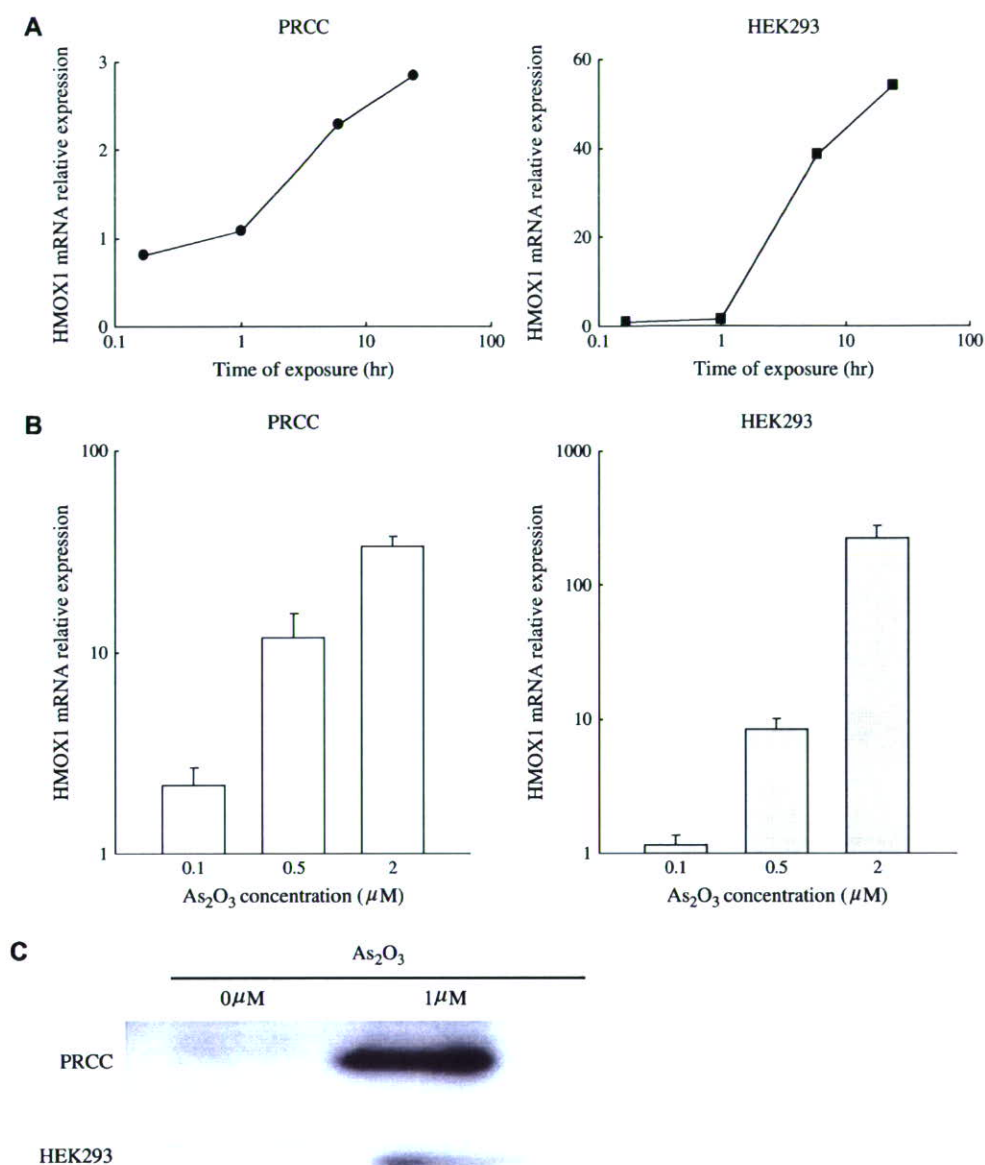 A
PRCC
HMOX1 mRNA relative expression
3
2
1
0
0.1 1 10 100
Time of exposure (hr)
HEK293
HMOX1 mRNA relative expression
60
40
20
0
0.1 1 10 100
Time of exposure (hr)
B
PRCC
HMOX1 mRNA relative expression
100
10
1
0.1 0.5 2
As₂O₃ concentration (μM)
HEK293
HMOX1 mRNA relative expression
1000
100
10
1
0.1 0.5 2
As₂O₃ concentration (μM)
C
As₂O₃
0μM 1μM
PRCC
HEK293